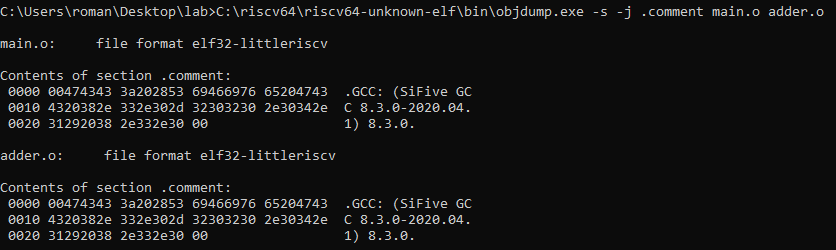 C:\Users\roman\Desktop\lab>C:\riscv64\riscv64-unknown-elf\bin\objdump.exe -s -j .comment main.o adder.o
main.o:     file format elf32-littleriscv
Contents of section .comment:
 0000 00474343 3a202853 69466976 65204743  .GCC: (SiFive GC
 0010 4320382e 332e302d 32303230 2e30342e  C 8.3.0-2020.04.
 0020 31292038 2e332e30 00                 1) 8.3.0.
adder.o:     file format elf32-littleriscv
Contents of section .comment:
 0000 00474343 3a202853 69466976 65204743  .GCC: (SiFive GC
 0010 4320382e 332e302d 32303230 2e30342e  C 8.3.0-2020.04.
 0020 31292038 2e332e30 00                 1) 8.3.0.